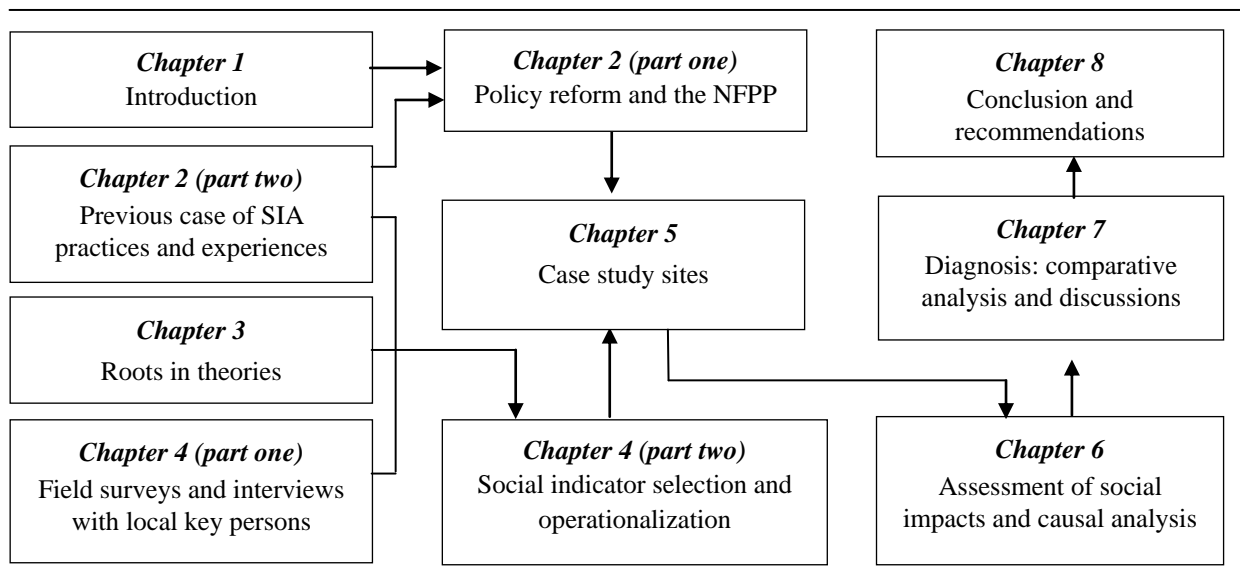 Chapter 1
Introduction
Chapter 2 (part two)
Previous case of SIA
practices and experiences
Chapter 3
Roots in theories
Chapter 4 (part one)
Field surveys and interviews
with local key persons
Chapter 2 (part one)
Policy reform and the NFPP
Chapter 5
Case study sites
Chapter 4 (part two)
Social indicator selection and
operationalization
Chapter 8
Conclusion and
recommendations
Chapter 7
Diagnosis: comparative
analysis and discussions
Chapter 6
Assessment of social
impacts and causal analysis